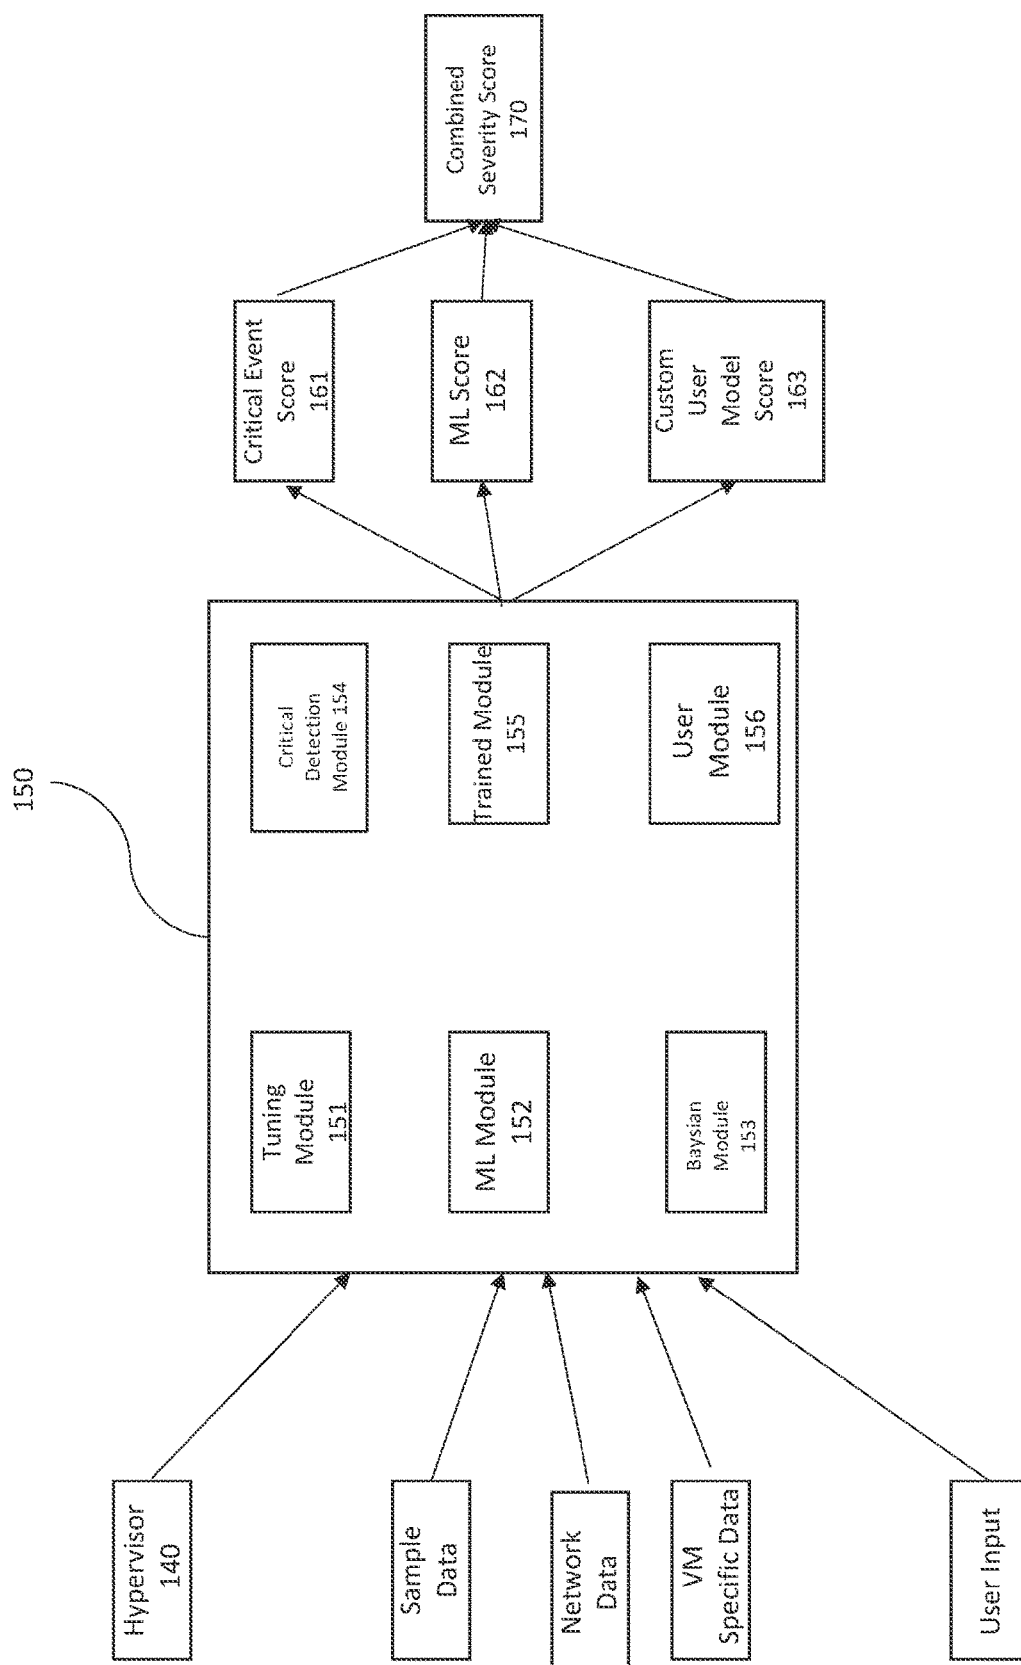 150
Hypervisor
140
Sample
Data
Network
Data
VM
Specific Data
User Input
Tuning
Module
151
ML Module
152
Baysian
Module
153
Critical
Detection
Module 154
Trained Module
155
User
Module
156
Critical Event
Score
161
ML Score
162
Custom
User
Model
Score
163
Combined
Severity Score
170